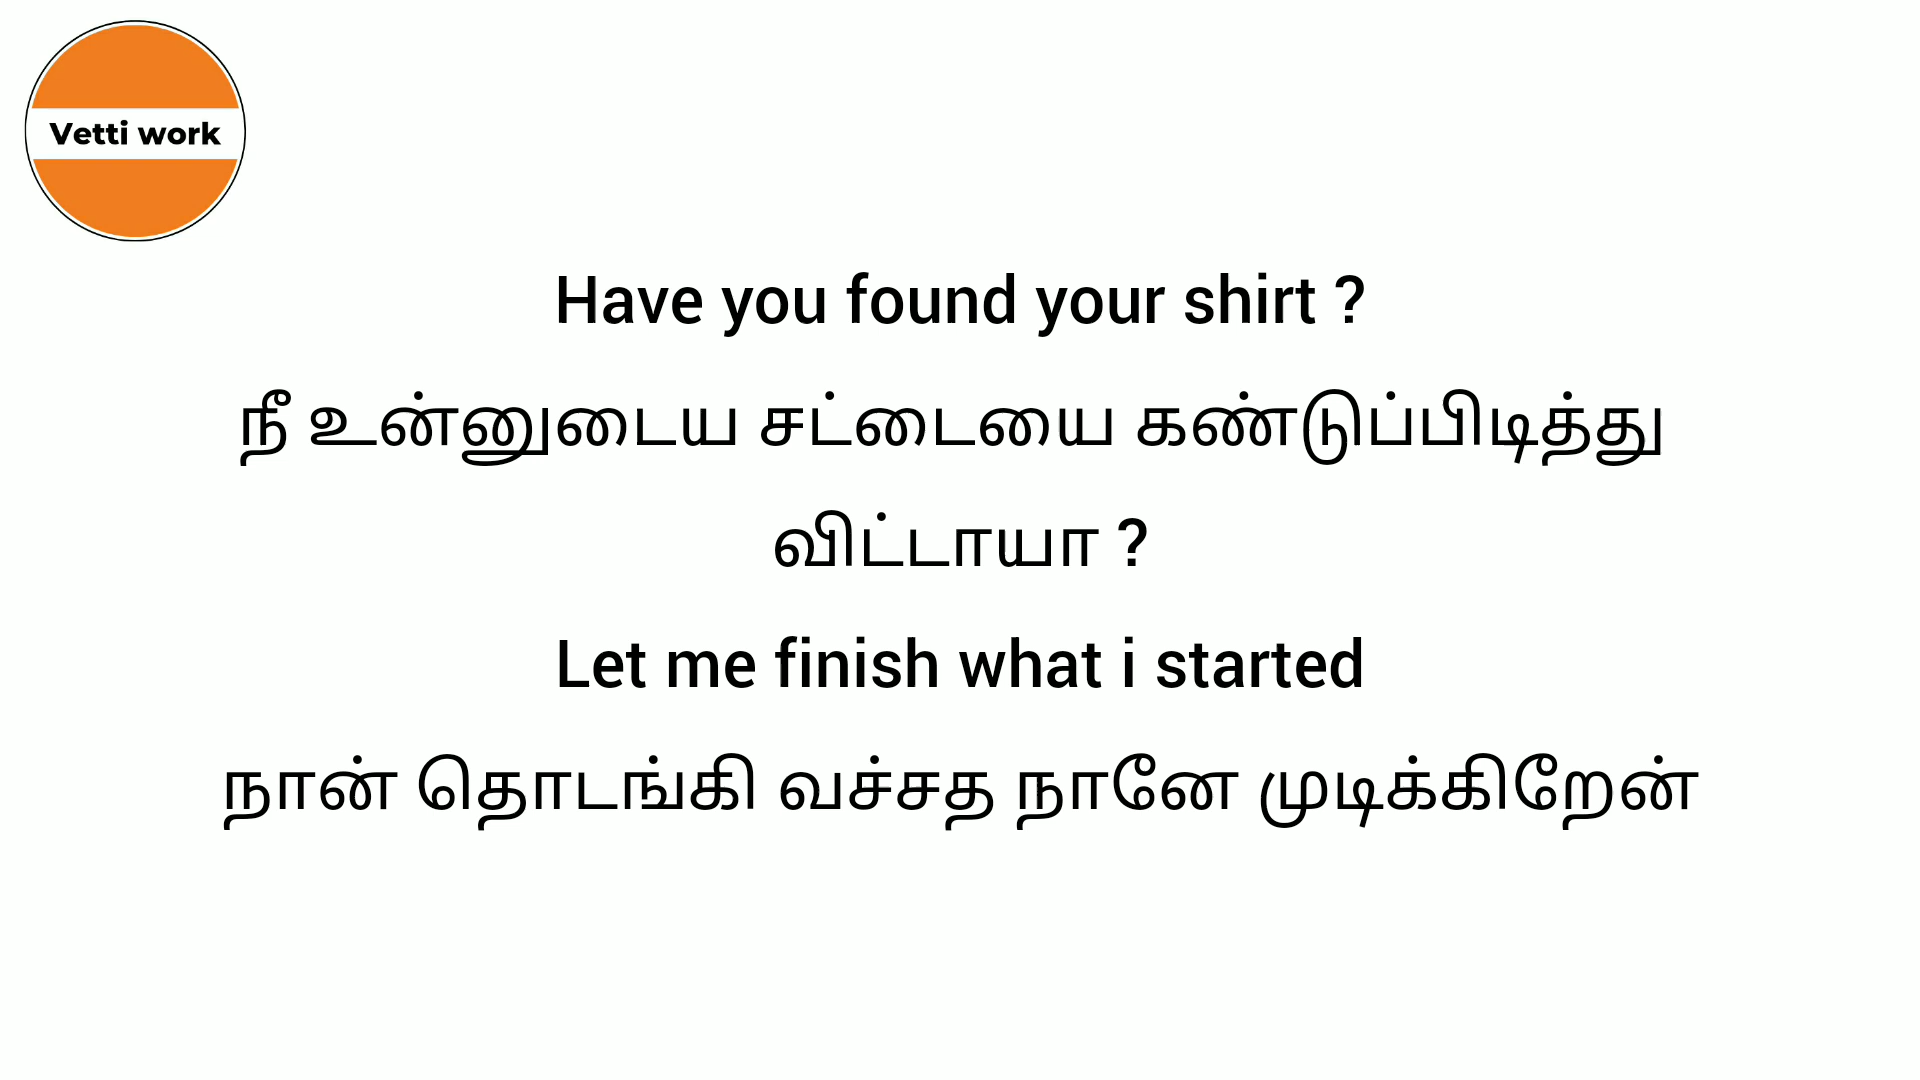 Vetti work
Have you found your shirt ?
நீ உன்னுடைய சட்டையை கண்டுப்பிடித்து
விட்டாயா ?
Let me finish what i started
நான் தொடங்கி வச்சத நானே முடிக்கிறேன்